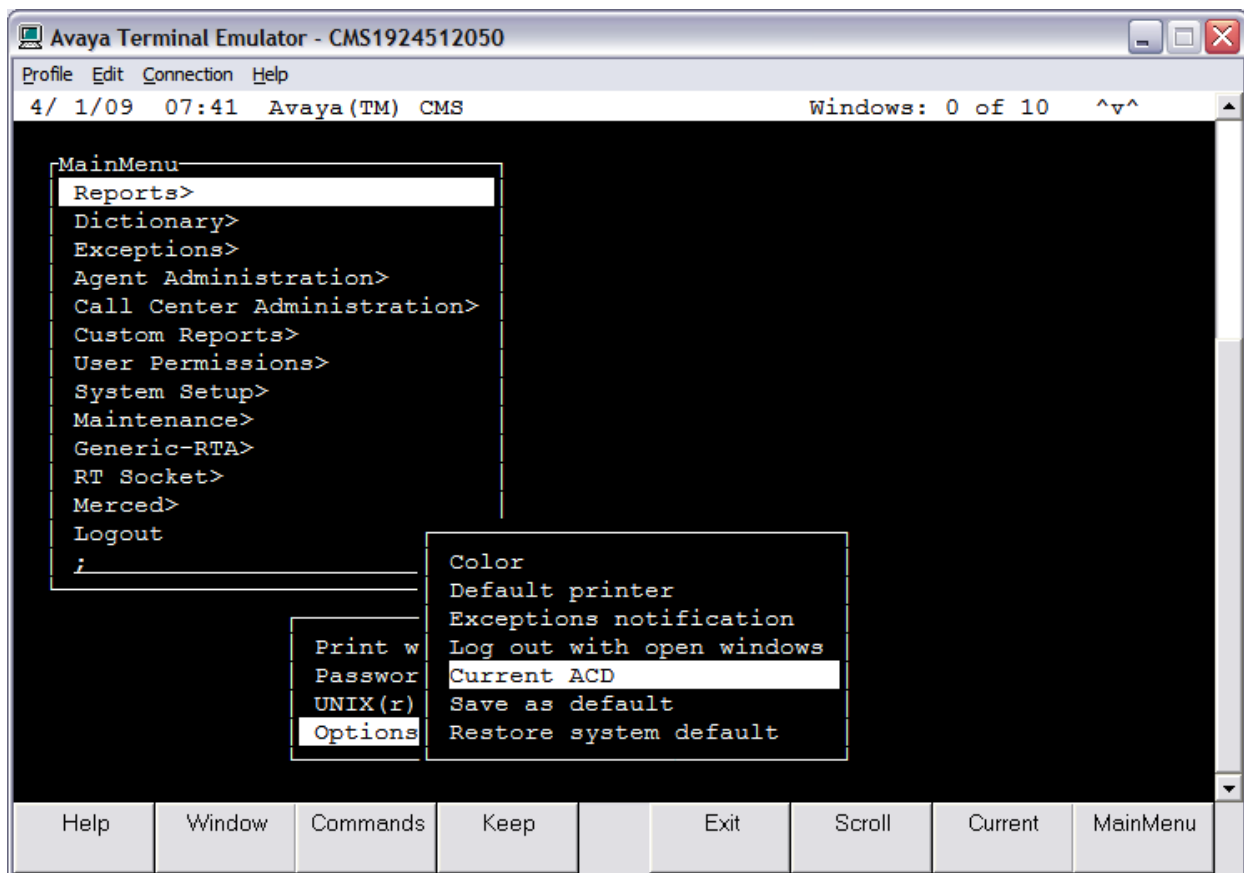 Avaya Terminal Emulator - CMS1924512050
Profile Edit Connection Help
4/ 1/09 07:41 Avaya(TM) CMS Windows: 0 of 10 ^v^
MainMenu
Reports>
Dictionary>
Exceptions>
Agent Administration>
Call Center Administration>
Custom Reports>
User Permissions>
System Setup>
Maintenance>
Generic-RTA>
RT Socket>
Merced>
Logout
;
Color
Default printer
Exceptions notification
Print w Log out with open windows
Passwor Current ACD
UNIX(r) Save as default
Options Restore system default
Help Window Commands Keep Exit Scroll Current MainMenu